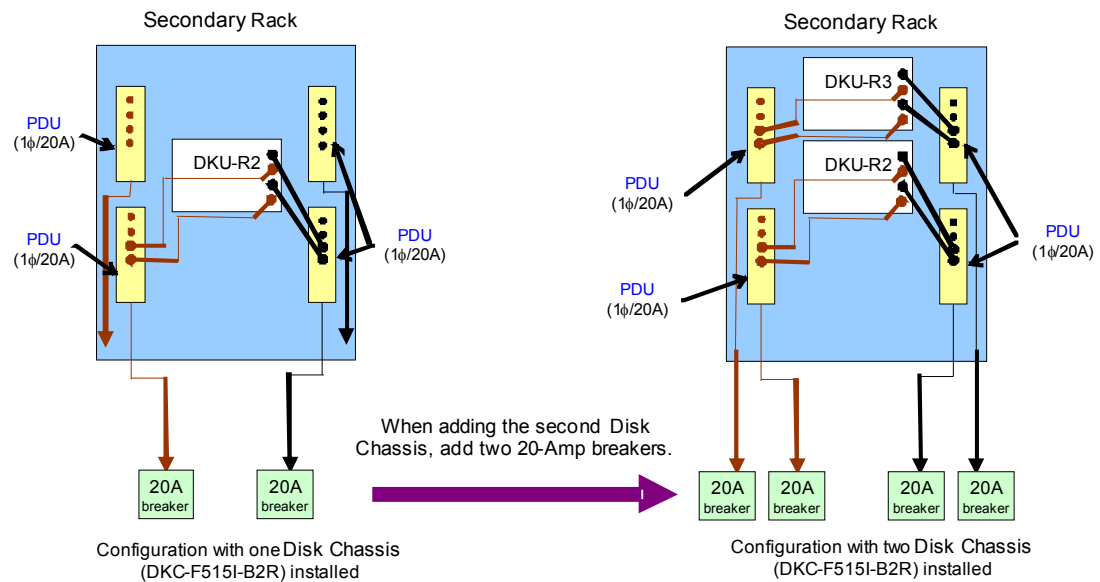 Secondary Rack
PDU
(1ϕ/20A)
DKU-R2
PDU
(1ϕ/20A)
PDU
(1ϕ/20A)
20A
breaker
20A
breaker
Configuration with one Disk Chassis
(DKC-F515I-B2R) installed
When adding the second Disk
Chassis, add two 20-Amp breakers.
Secondary Rack
DKU-R3
DKU-R2
PDU
(1ϕ/20A)
PDU
(1ϕ/20A)
PDU
(1ϕ/20A)
20A
breaker
20A
breaker
20A
breaker
20A
breaker
Configuration with two Disk Chassis
(DKC-F515I-B2R) installed